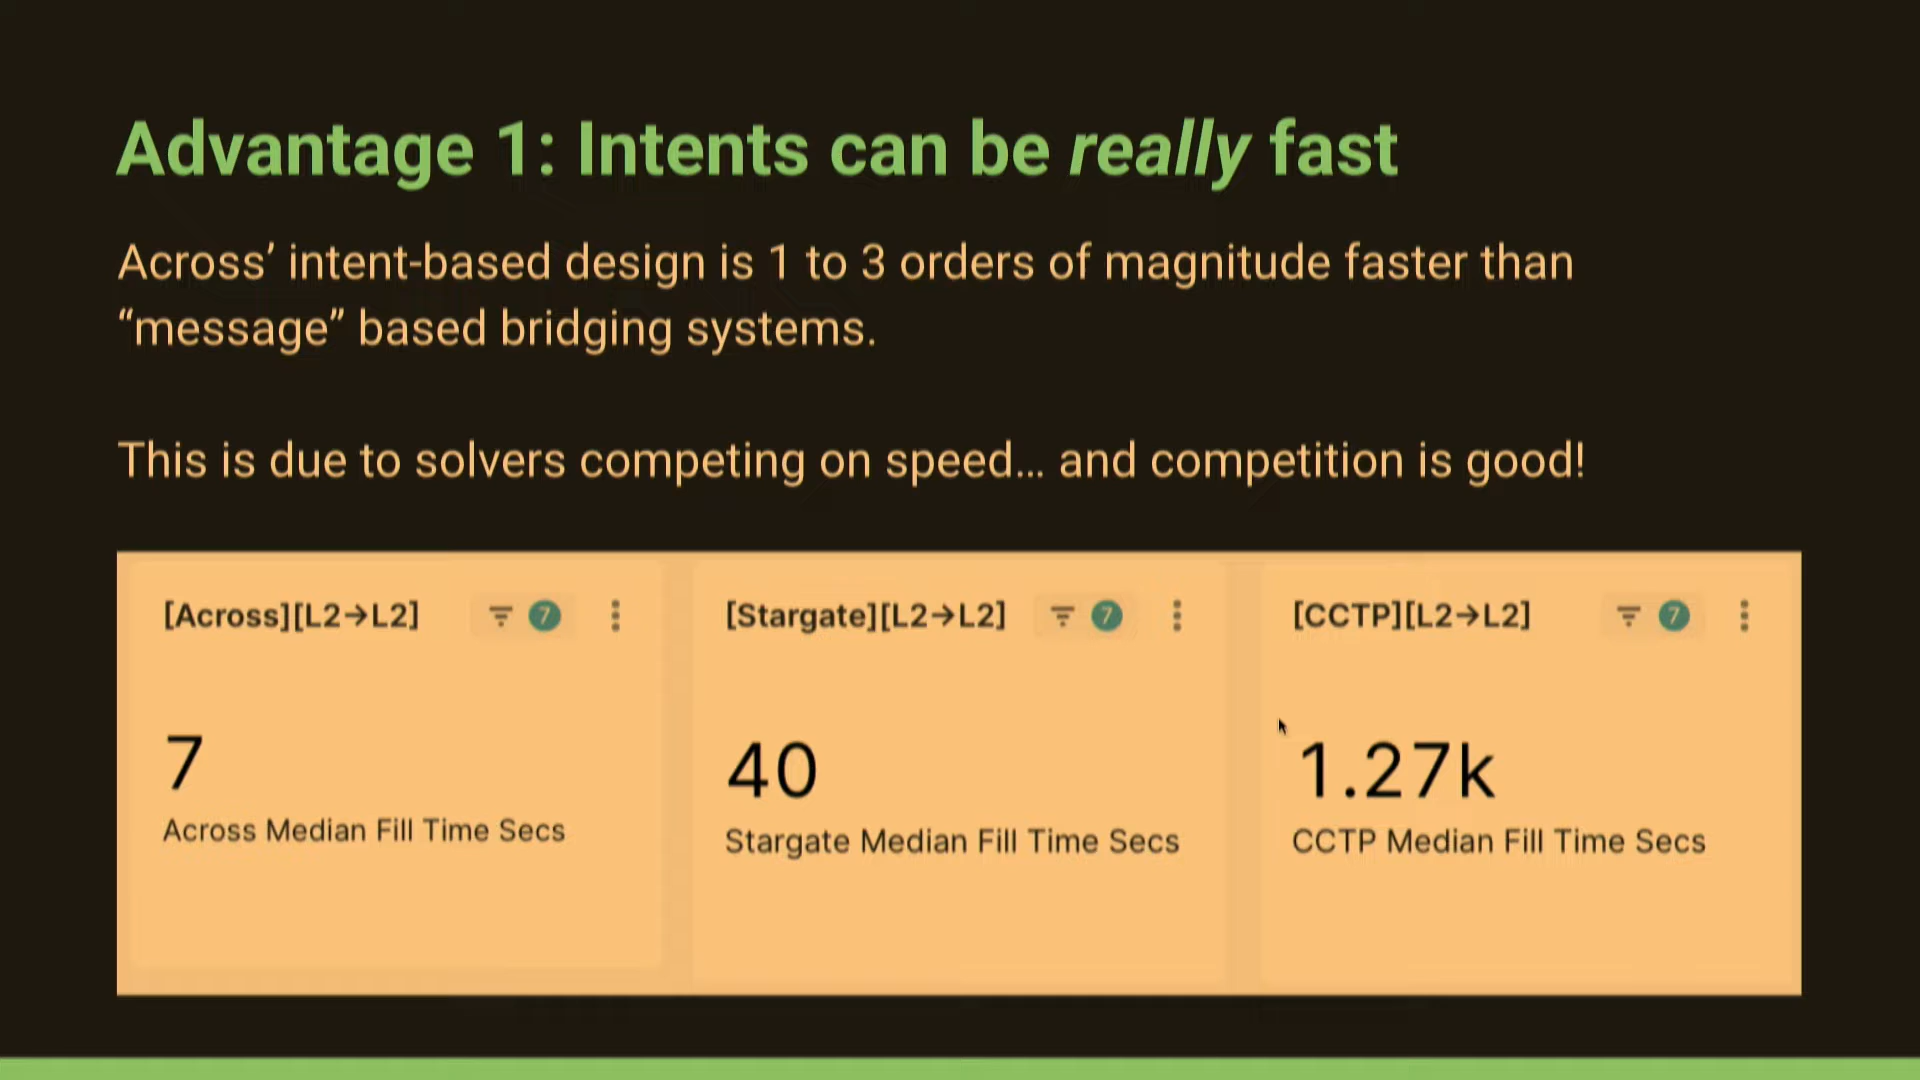 Advantage 1: Intents can be really fast
Across’ intent-based design is 1 to 3 orders of magnitude faster than
“message” based bridging systems.
This is due to solvers competing on speed... and competition is good!
[Across][L2→L2] 7
[Stargate][L2→L2] 7
[CCTP][L2→L2] 7
7
Across Median Fill Time Secs
40
Stargate Median Fill Time Secs
1.27k
CCTP Median Fill Time Secs